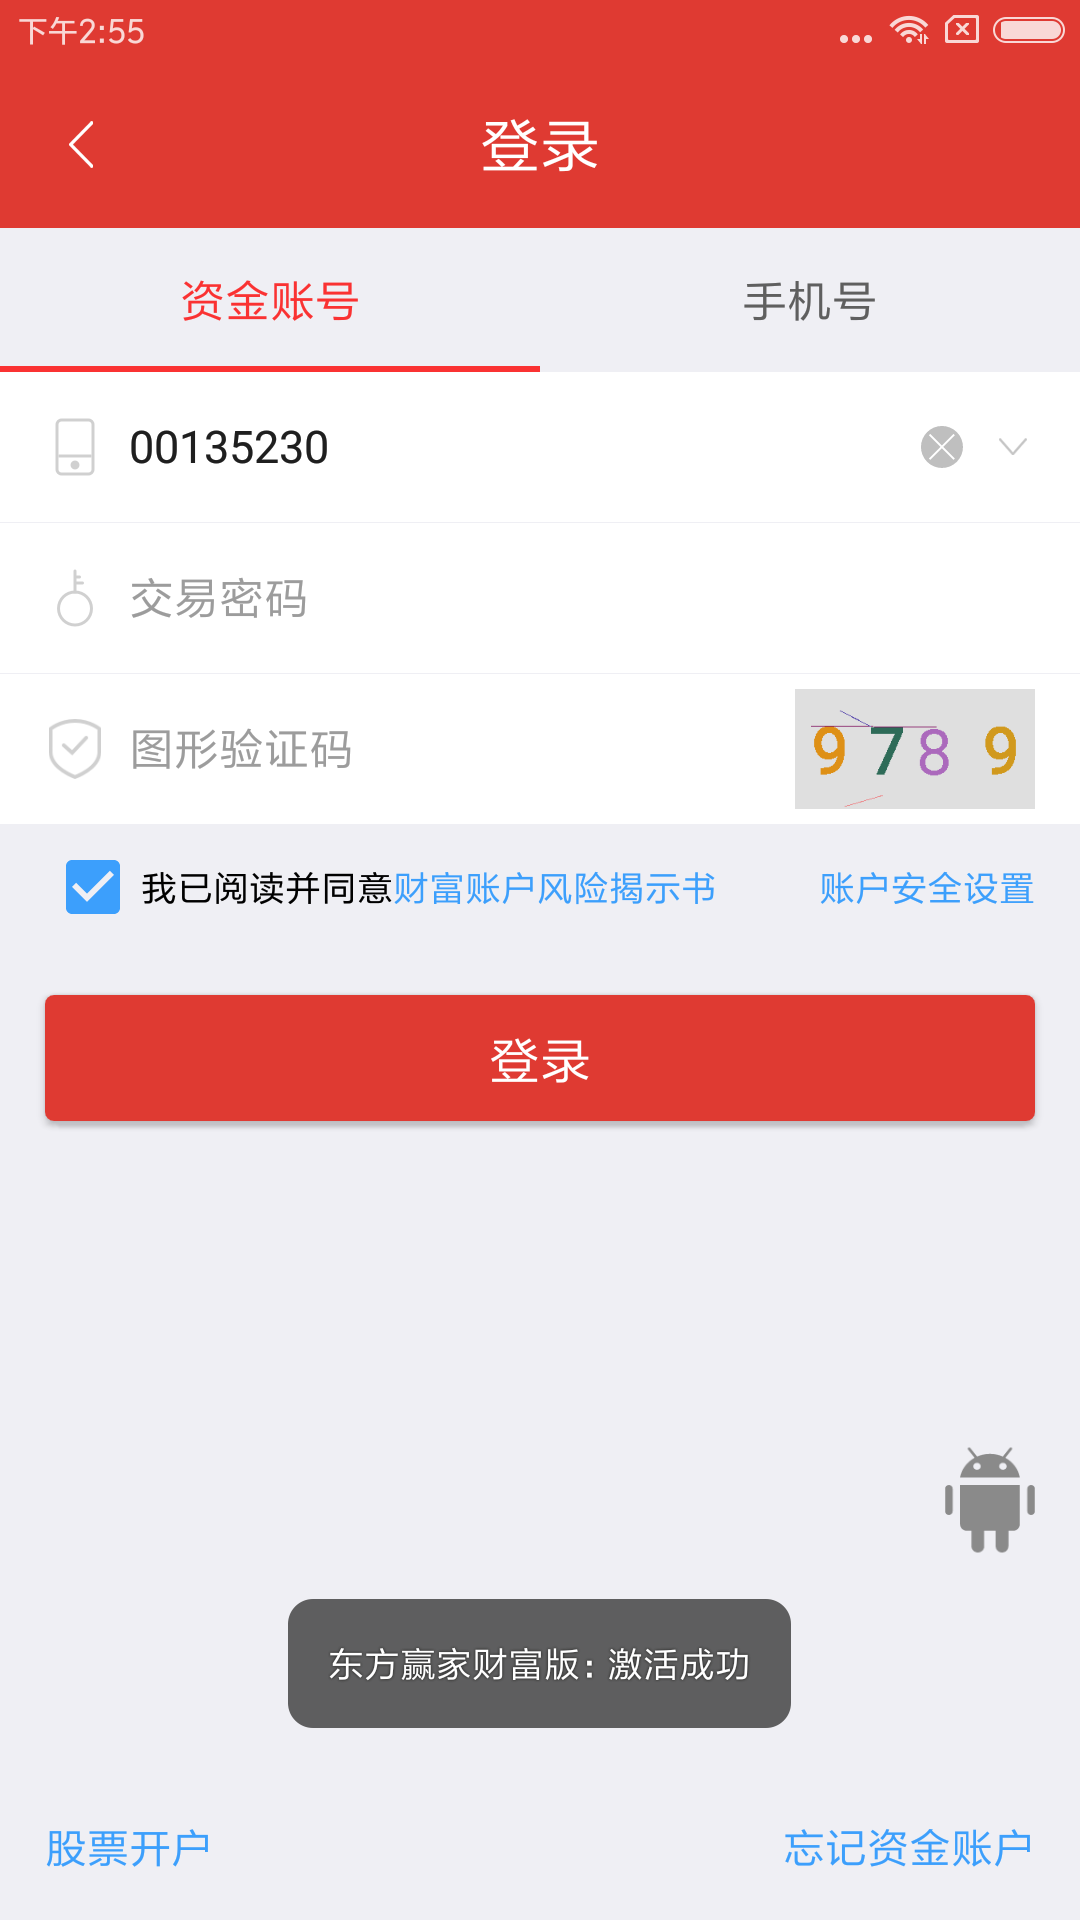 下午2:55
登录
资金账号
手机号
00135230
交易密码
图形验证码
9789
我已阅读并同意财富账户风险揭示书
账户安全设置
登录
东方赢家财富版：激活成功
股票开户
忘记资金账户